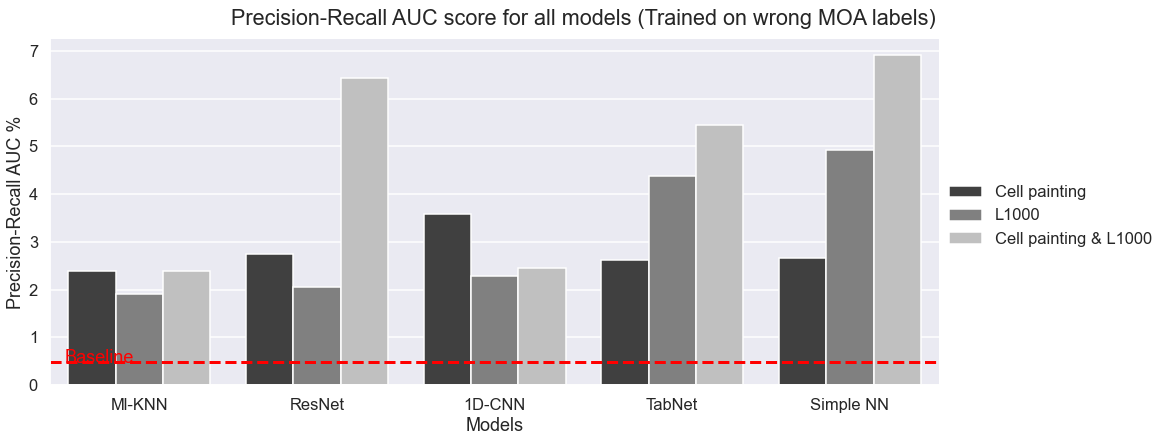 Precision-Recall AUC score for all models (Trained on wrong MOA labels)
Precision-Recall AUC %
7
6
5
4
3
2
1
0
Baseline
Ml-KNN
ResNet
1D-CNN
TabNet
Simple NN
Models
Cell painting
L1000
Cell painting & L1000